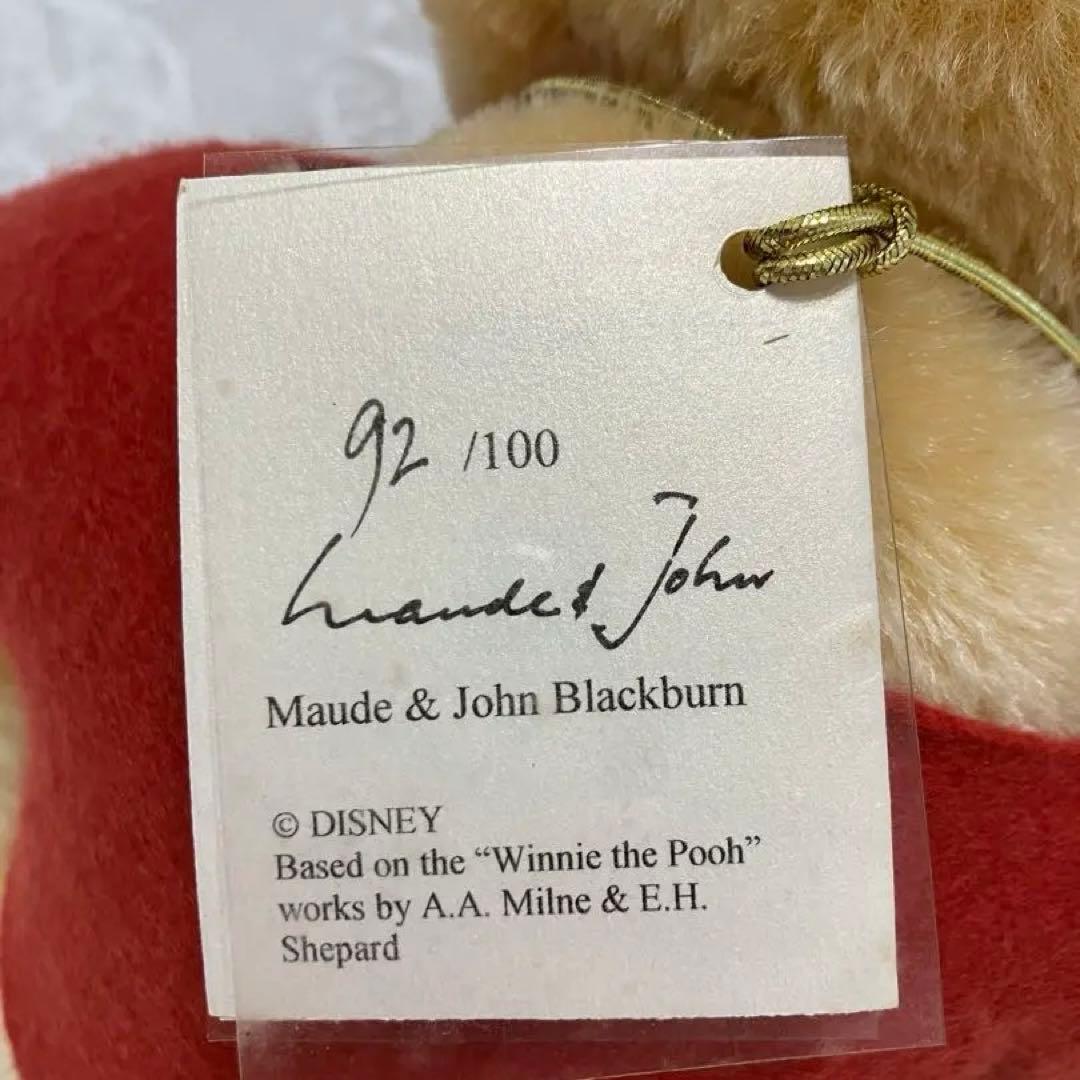 92 /100
Maude & John
Maude & John Blackburn
© DISNEY
Based on the “Winnie the Pooh”
works by A.A. Milne & E.H.
Shepard